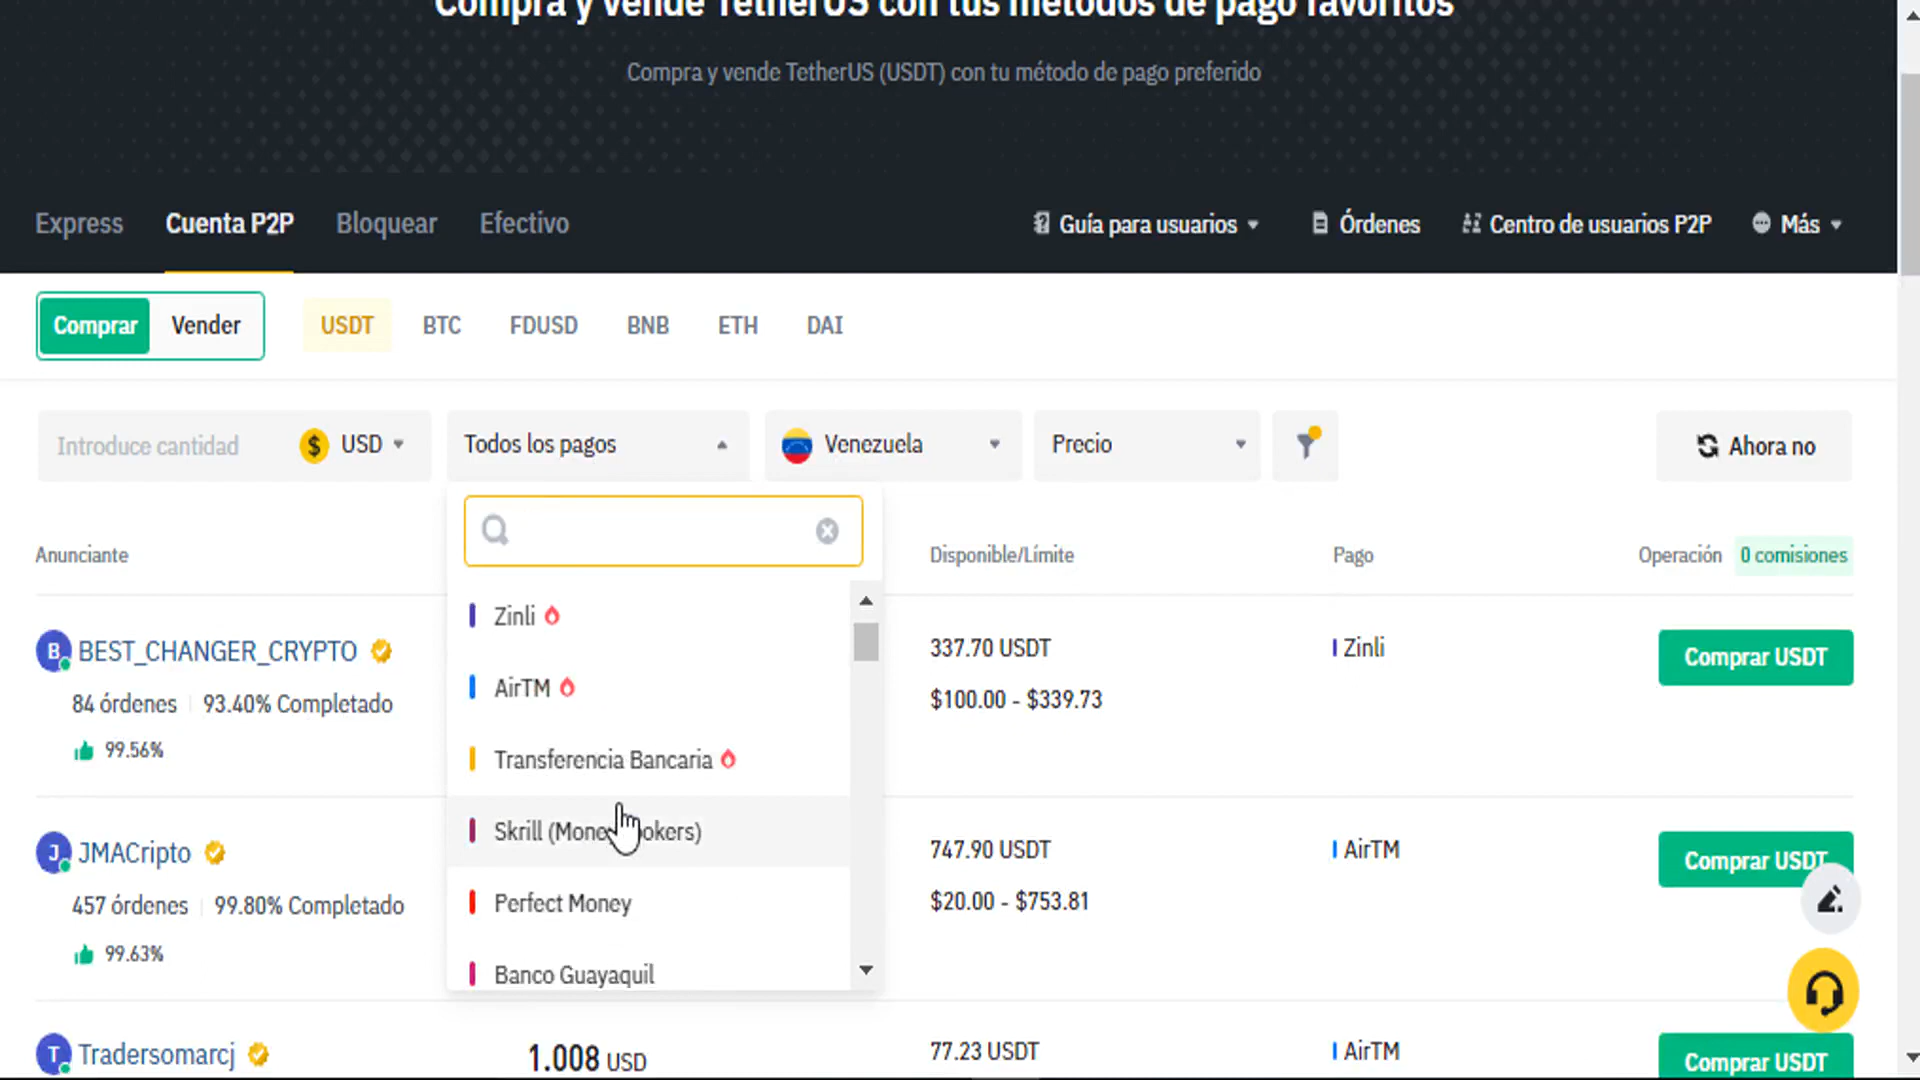 Compra y vende TetherUS con tus métodos de pago favoritos
Compra y vende TetherUS (USDT) con tu método de pago preferido
Express Cuenta P2P Bloquear Efectivo Guía para usuarios Órdenes Centro de usuarios P2P Más
Comprar Vender USDT BTC FDUSD BNB ETH DAI
Introduce cantidad $ USD Todos los pagos Venezuela Precio Ahora no
Anunciante Disponible/Límite Pago Operación 0 comisiones
Zinli
AirTM
Transferencia Bancaria
Skrill
Perfect Money
Banco Guayaquil
B BEST_CHANGER_CRYPTO 337.70 USDT Zinli Comprar USDT
84 órdenes 93.40% Completado $100.00 - $339.73
99.56%
J JMACripto 747.90 USDT AirTM Comprar USDT
457 órdenes 99.80% Completado $20.00 - $753.81
99.63%
T Tradersomarcj 1.008 USD 77.23 USDT AirTM Comprar USDT